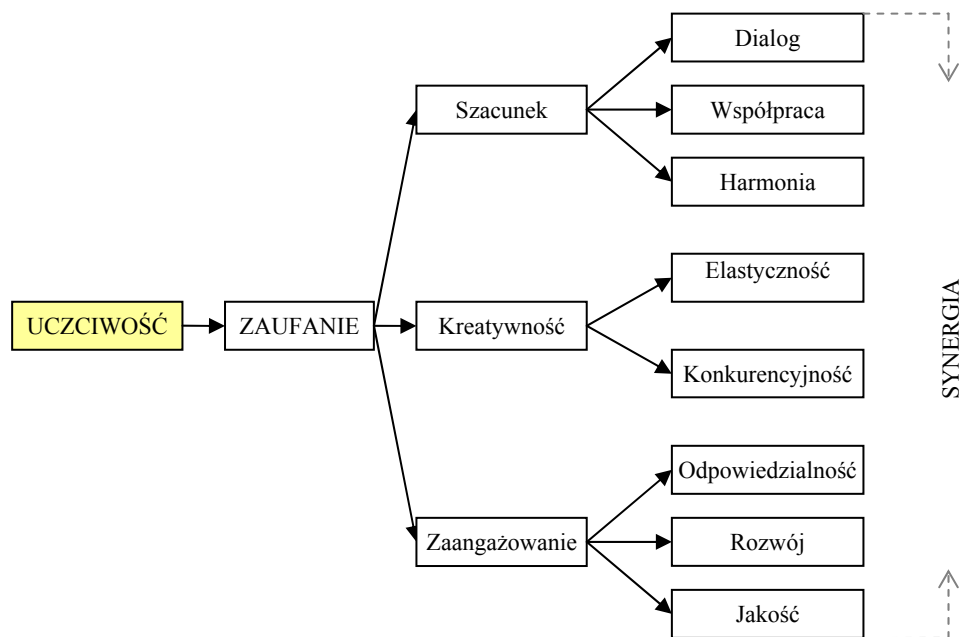 Dialog
Szacunek
Współpraca
Harmonia
Elastyczność
UCZCIWOŚĆ
ZAUFANIE
Kreatywność
Konkurencyjność
Odpowiedzialność
Zaangażowanie
Rozwój
Jakość
SYNERGIA